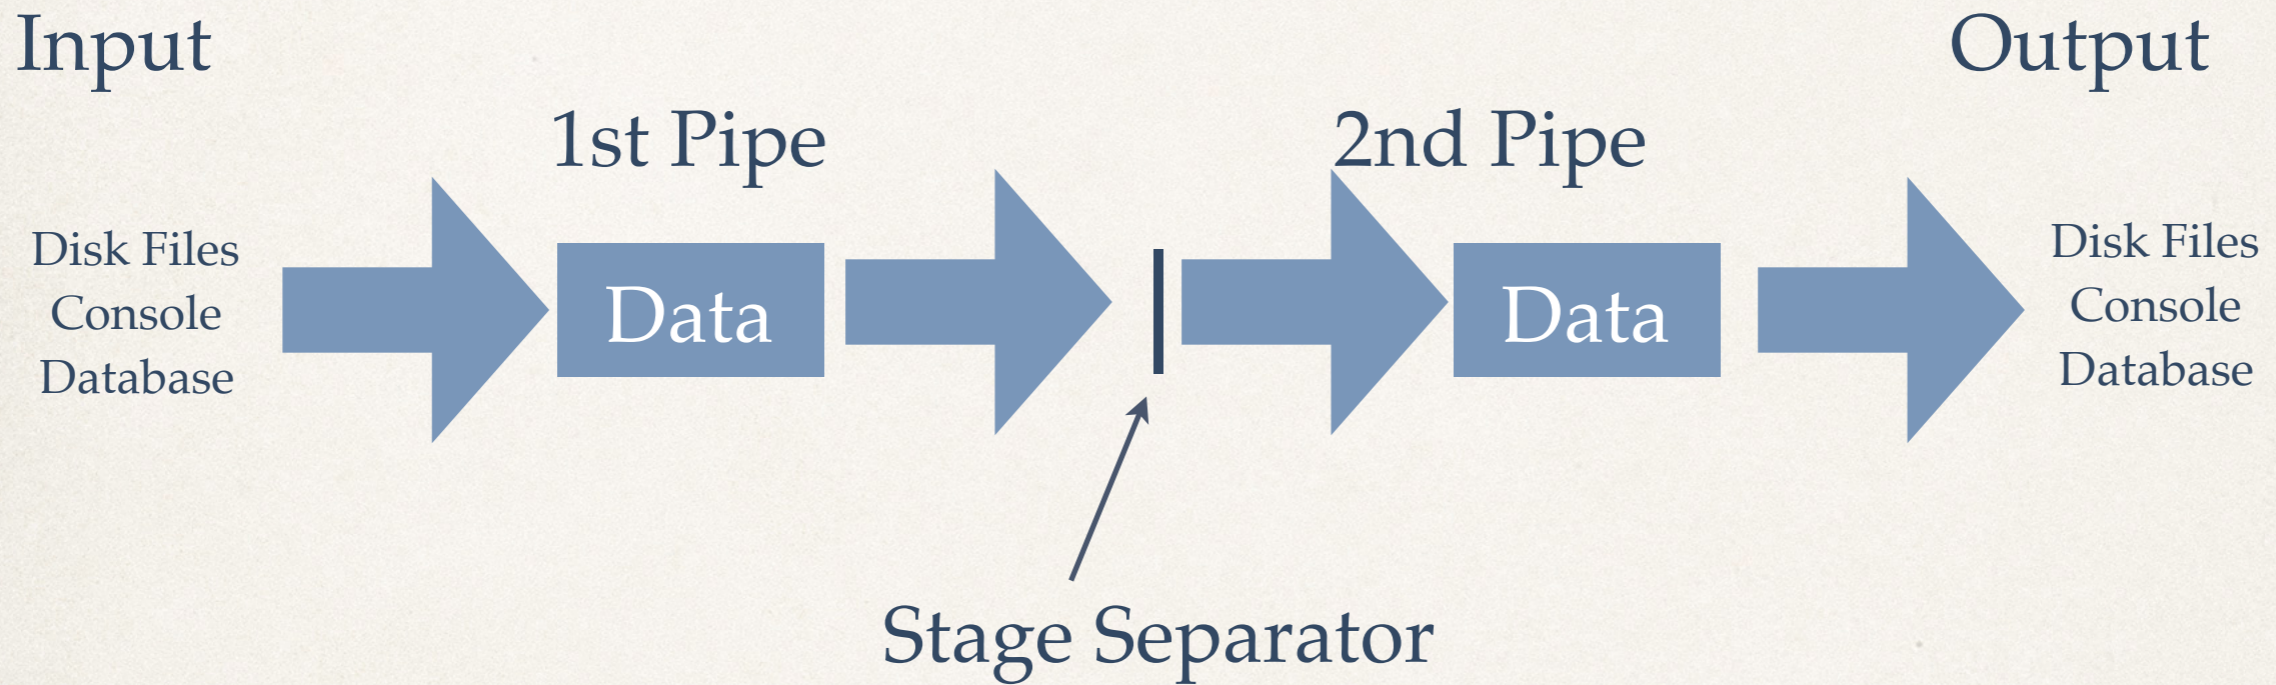 Input
Output
1st Pipe
2nd Pipe
Disk Files
Console
Database
Data
Data
Disk Files
Console
Database
Stage Separator